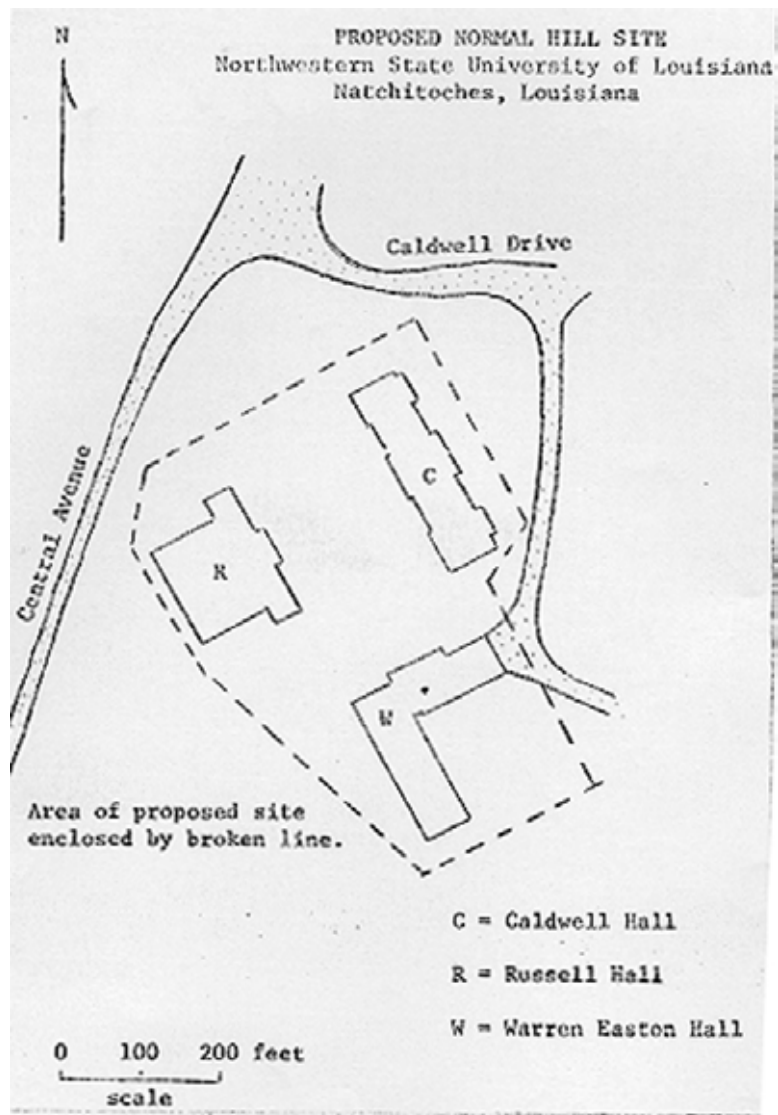 N
PROPOSED NORMAL HILL SITE
Northwestern State University of Louisiana
Natchitoches, Louisiana
Caldwell Drive
Central Avenue
C
R
W
Area of proposed site
enclosed by broken line.
C = Caldwell Hall
R = Russell Hall
W = Warren Easton Hall
0 100 200 feet
scale